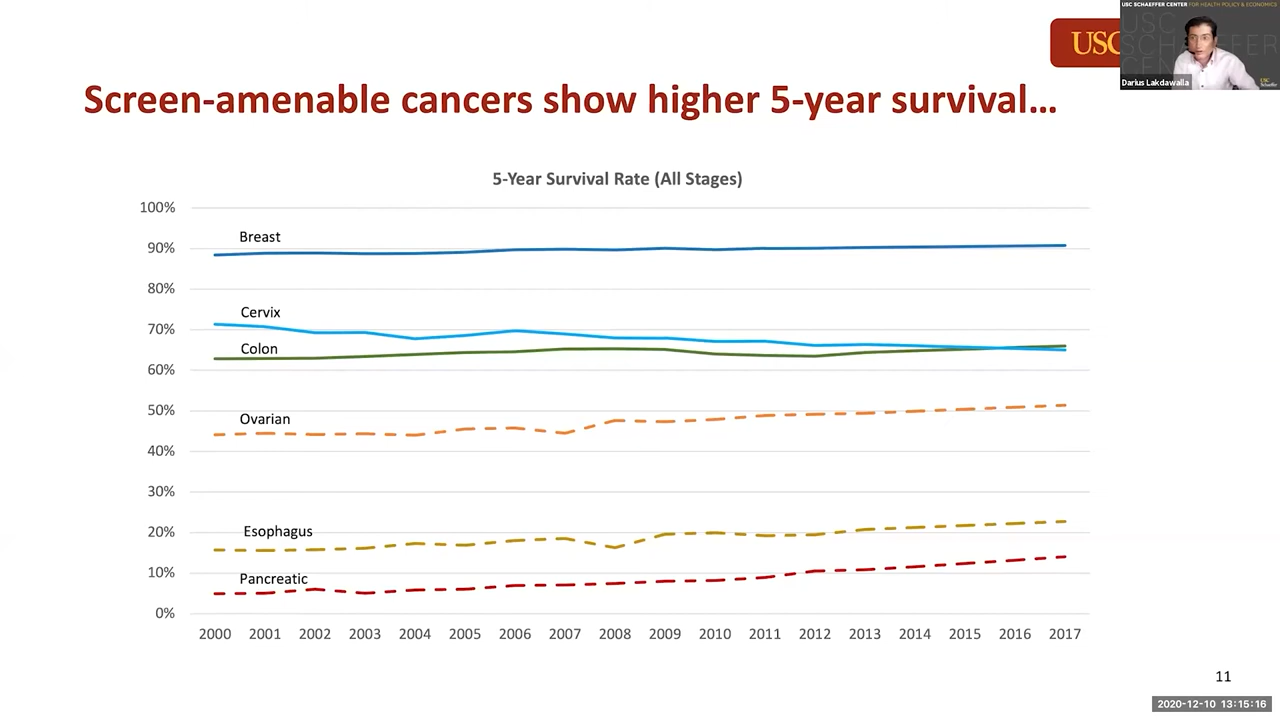 USC SCHAEFFER CENTER FOR HEALTH POLICY & ECONOMICS
USC
Darius Lakdawalla
Screen-amenable cancers show higher 5-year survival…
5-Year Survival Rate (All Stages)
100%
90%
80%
70%
60%
50%
40%
30%
20%
10%
0%
Breast
Cervix
Colon
Ovarian
Esophagus
Pancreatic
2000 2001 2002 2003 2004 2005 2006 2007 2008 2009 2010 2011 2012 2013 2014 2015 2016 2017
11
2020-12-10 13:15:16